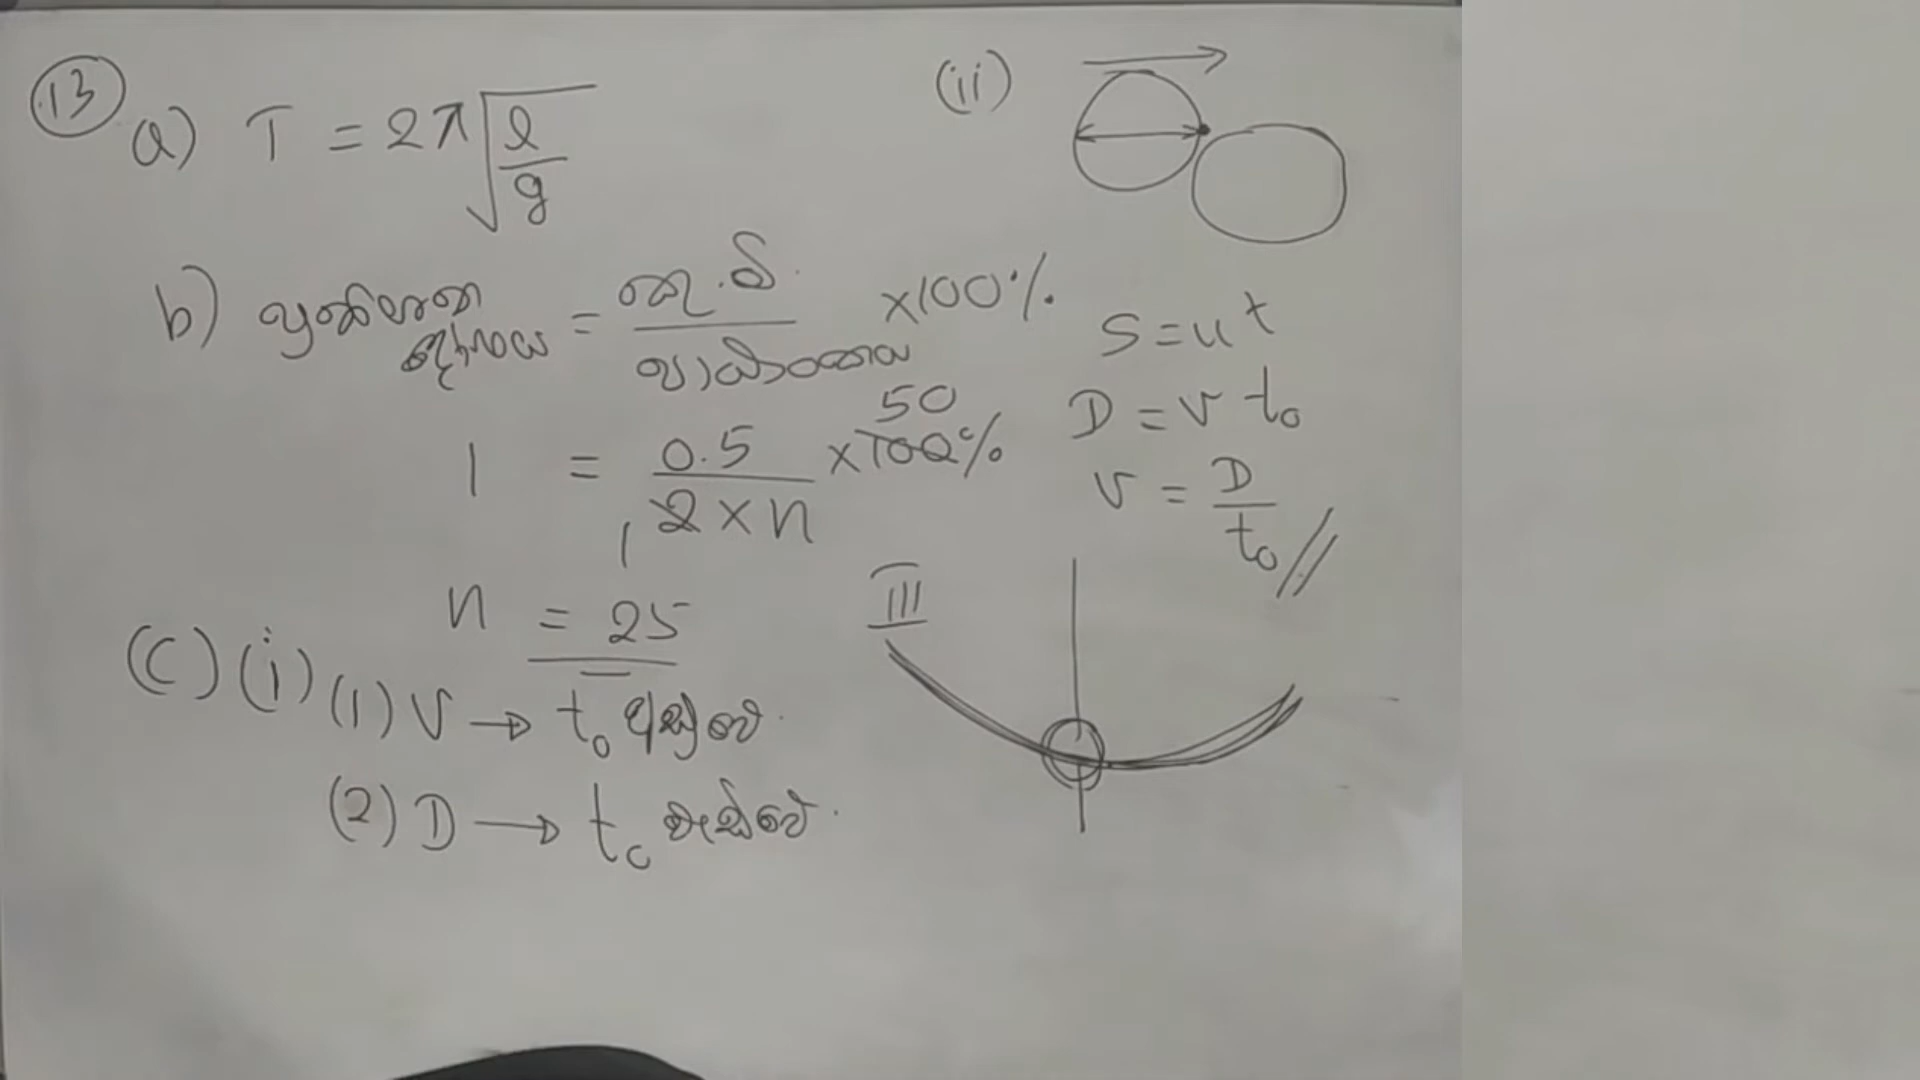 13
a) T = 2π√(l/g)
b) ප්‍රතිශත දෝෂය = කු.මි / පාඨාංකය ×100%
1 = 0.5 / 2 × n ×100% 50
1
n = 25
(C) (i) (1) v → t₀ අඩුවේ.
(2) D → t₀ වැඩිවේ.
(ii)
S = ut
D = v t₀
v = D / t₀ //
III